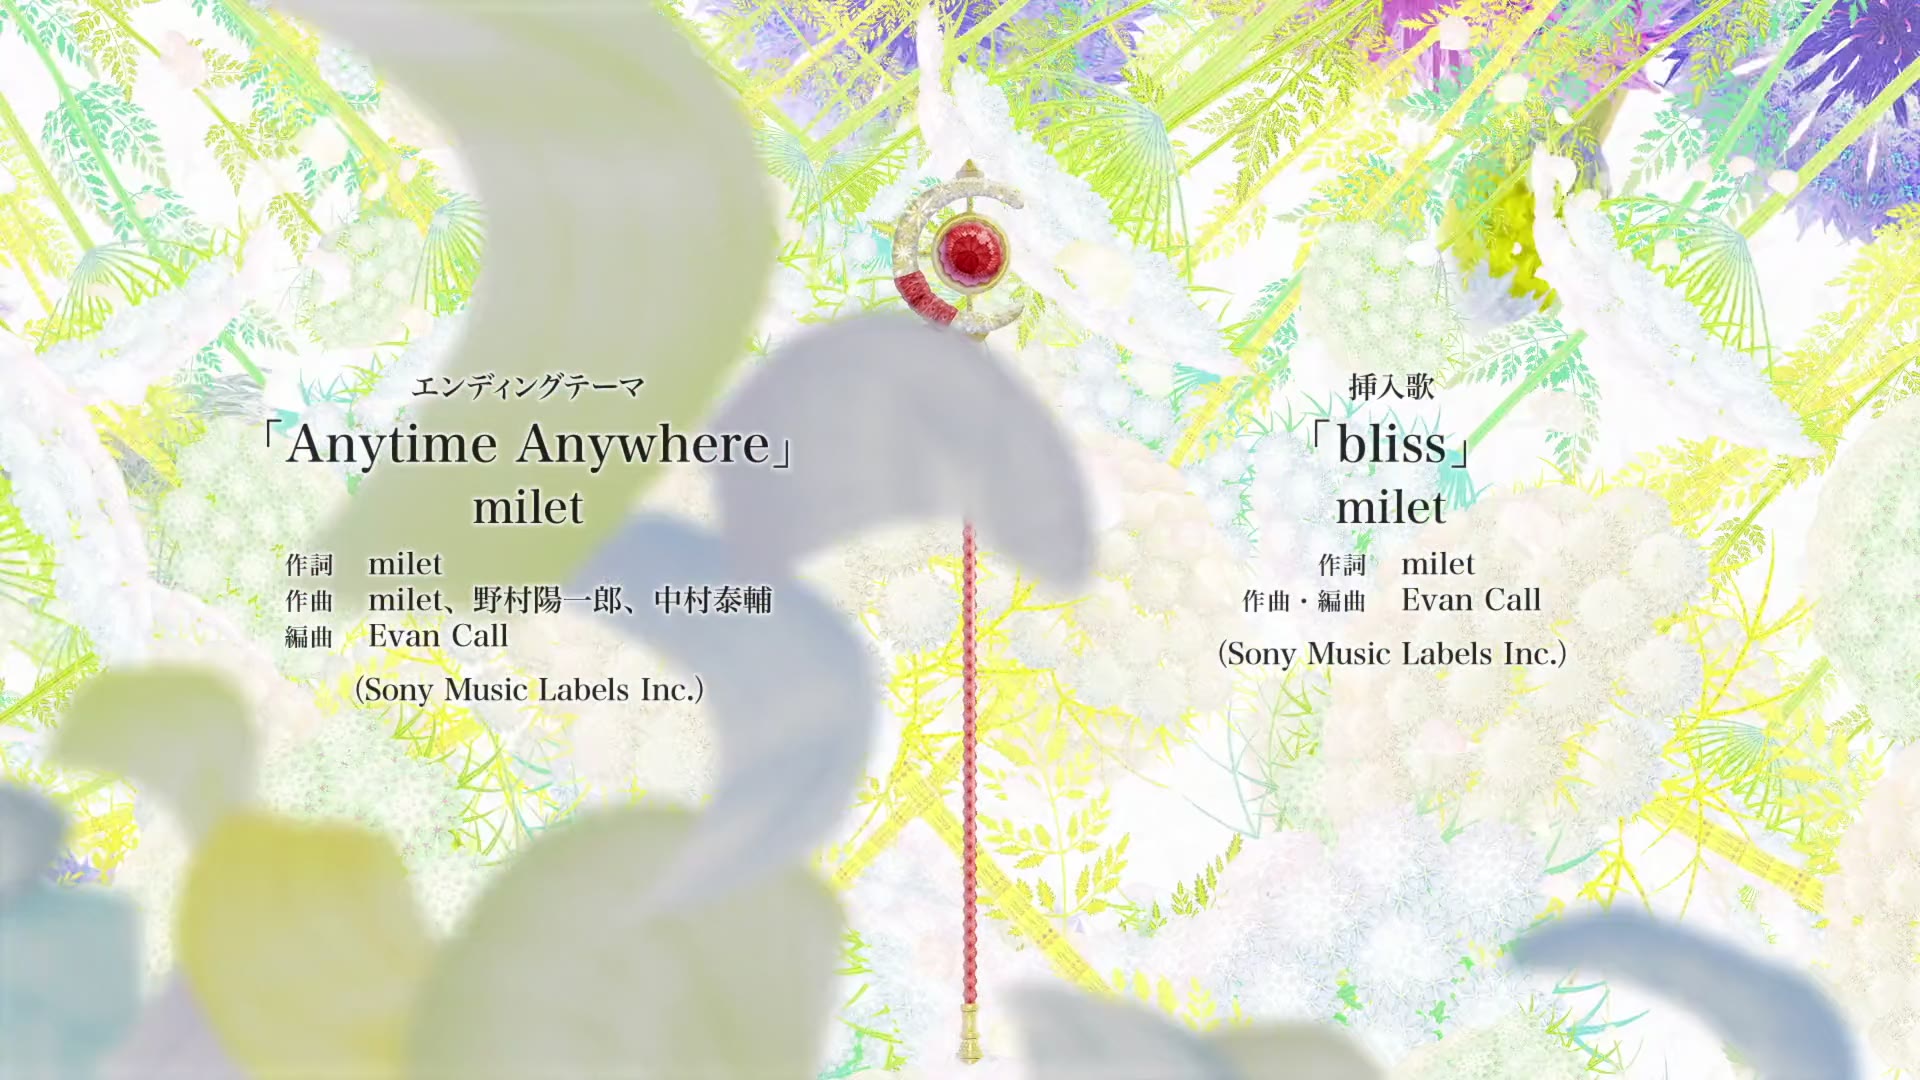 エンディングテーマ
「Anytime Anywhere」
milet
作詞 milet
作曲 milet、野村陽一郎、中村泰輔
編曲 Evan Call
(Sony Music Labels Inc.)
挿入歌
「bliss」
milet
作詞 milet
作曲・編曲 Evan Call
(Sony Music Labels Inc.)